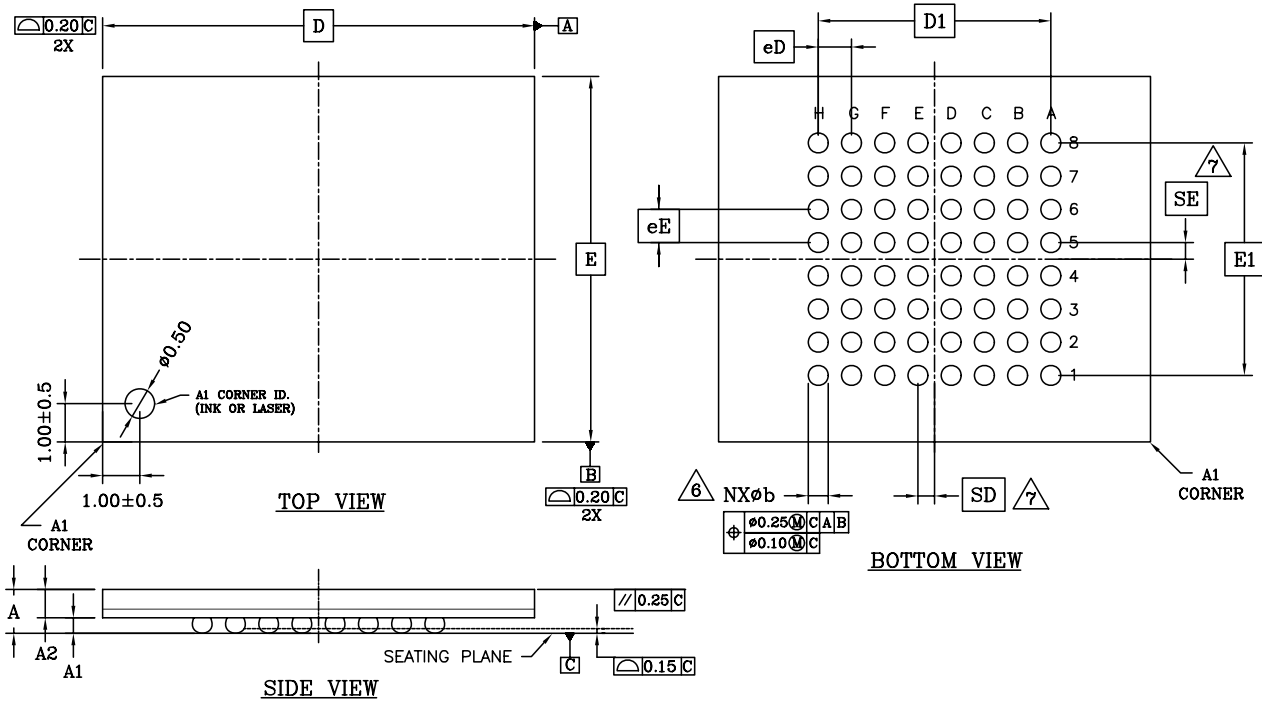 ⌓ 0.20 C
2X
D
A
E
B
⌓ 0.20 C
2X
ø0.50
A1 CORNER ID.
(INK OR LASER)
1.00±0.5
1.00±0.5
A1
CORNER
TOP VIEW
D1
eD
H G F E D C B A
8
7
6
5
4
3
2
1
7
SE
eE
E1
6 NXøb
SD 7
⌖ ø0.25Ⓜ C A B
ø0.10Ⓜ C
A1
CORNER
BOTTOM VIEW
A
A2
A1
// 0.25 C
SEATING PLANE
C
⌓ 0.15 C
SIDE VIEW